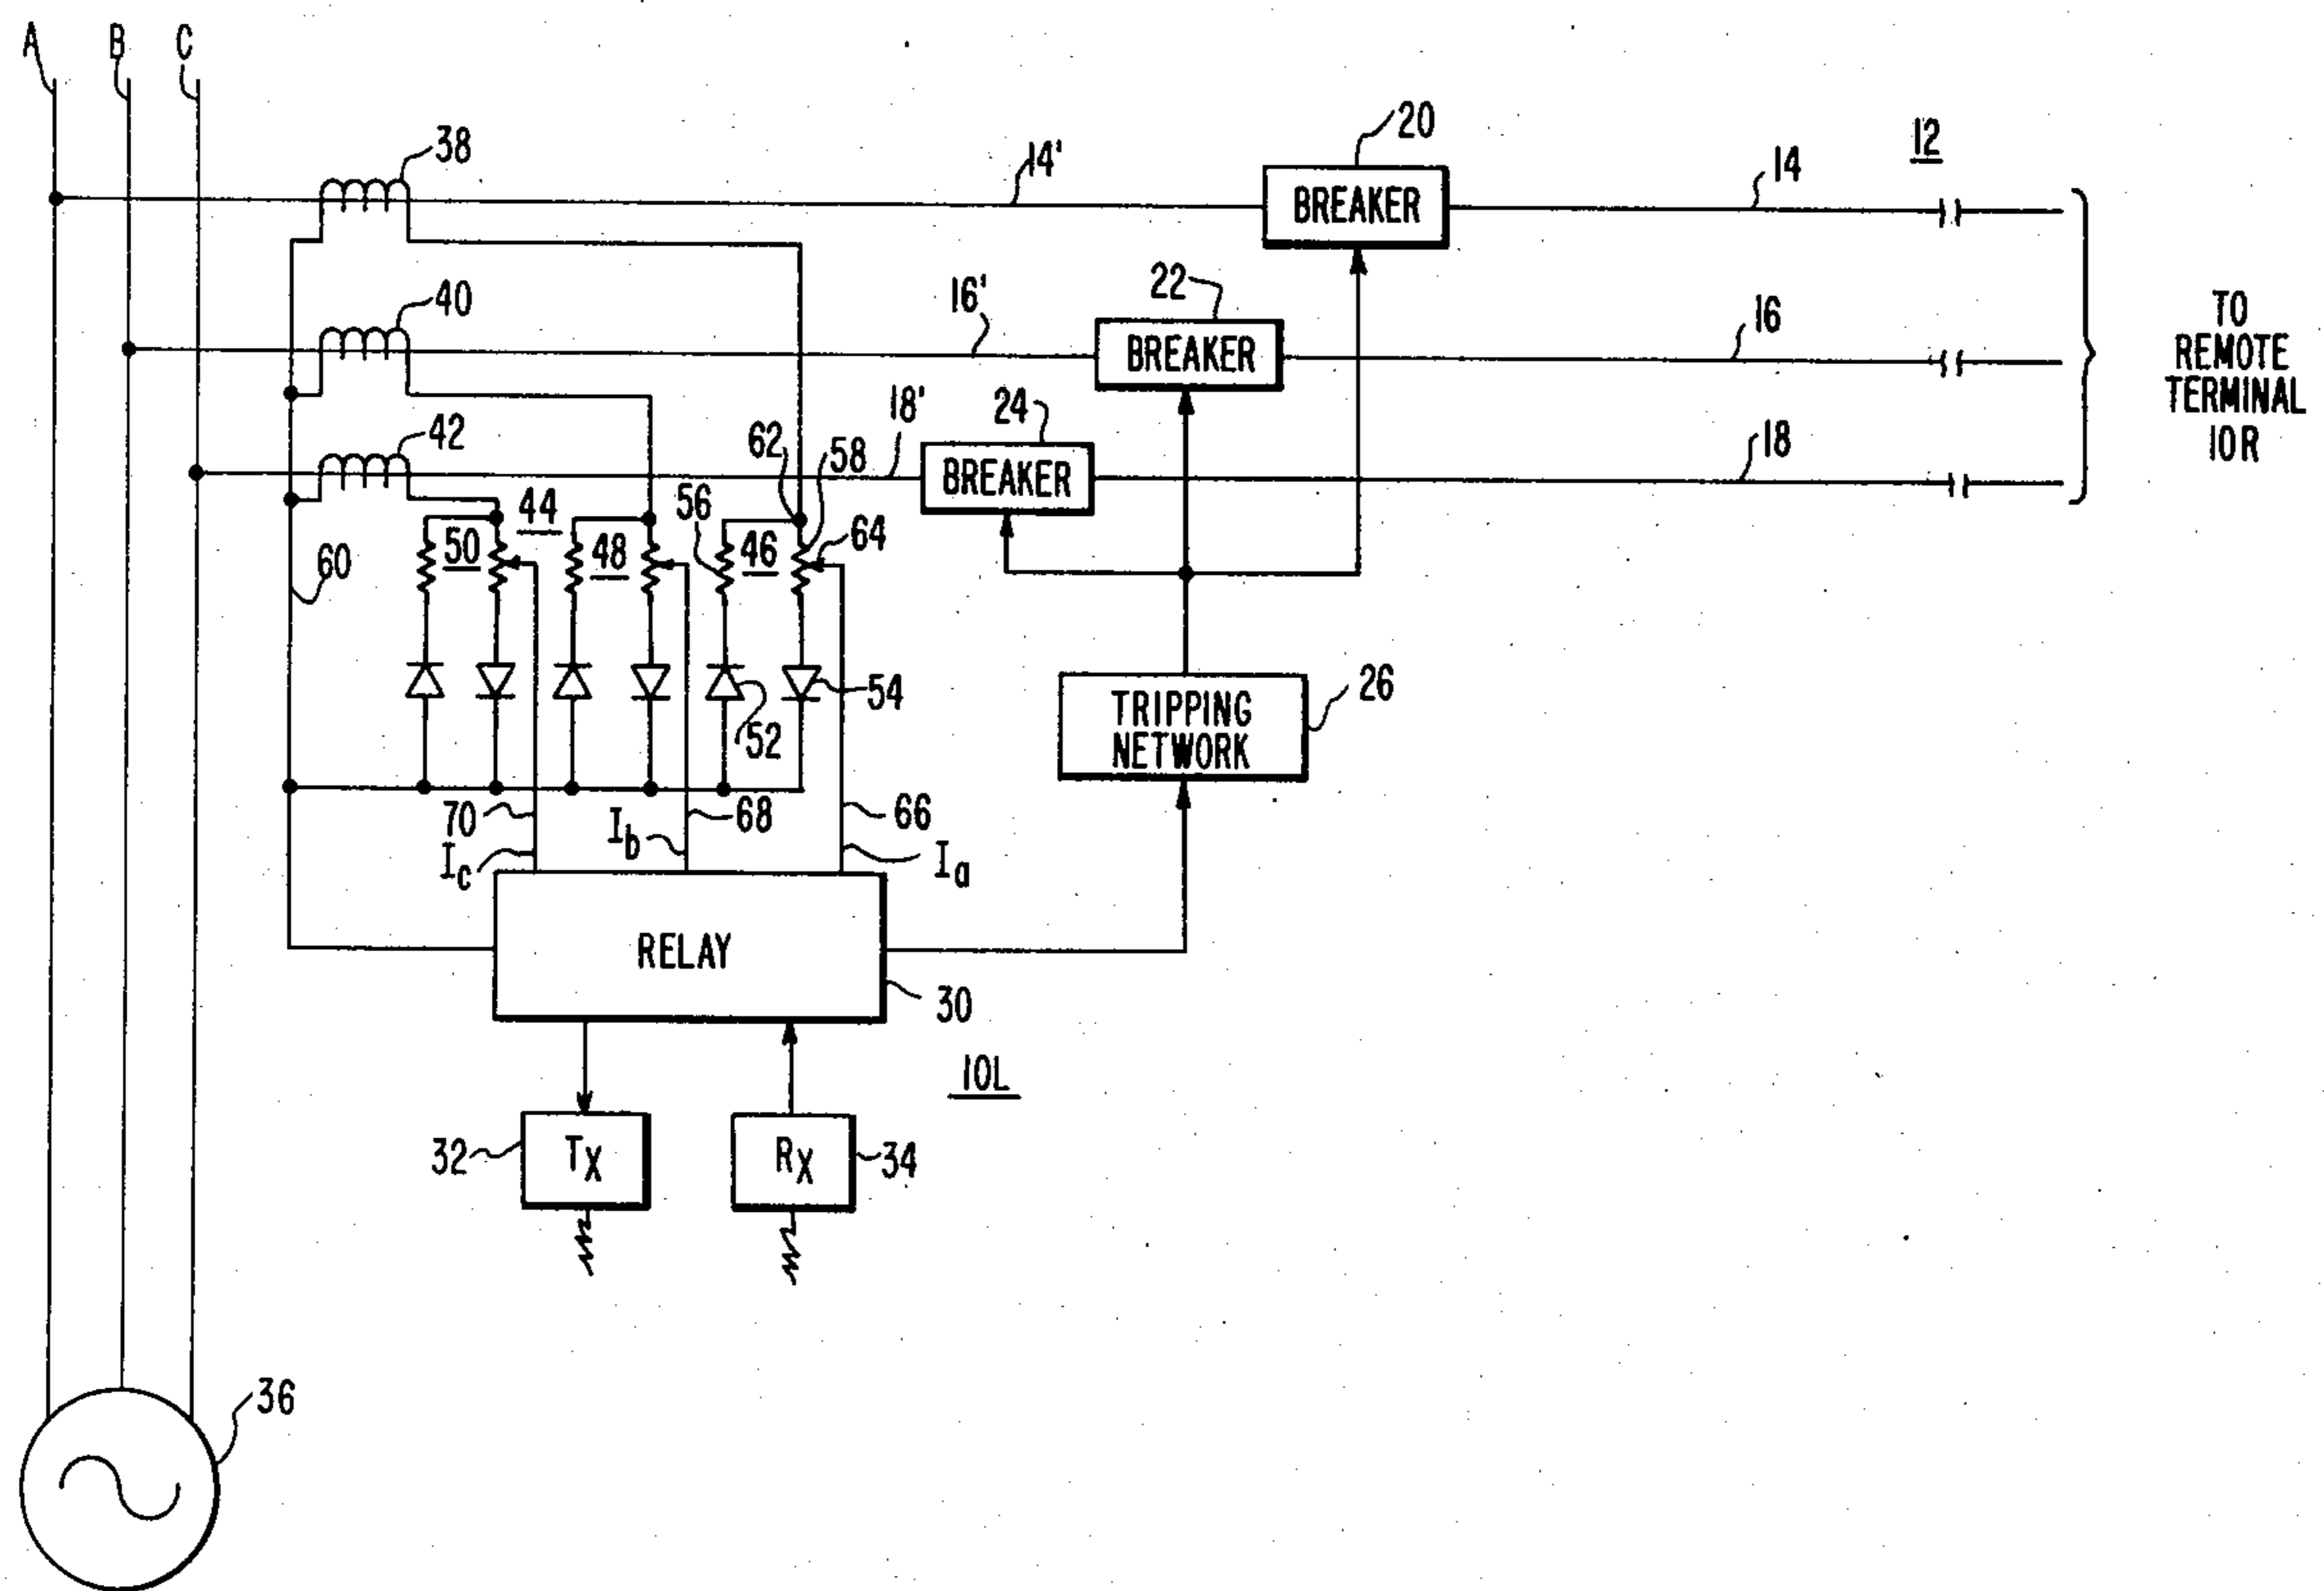 A B C
38
14'
20
BREAKER
14
12
40
16'
22
BREAKER
16
TO
REMOTE
TERMINAL
10R
42
18'
24
BREAKER
18
62
58
44
56
64
50
48
46
60
54
52
TRIPPING
NETWORK
26
70
68
66
Ic
Ib
Ia
RELAY
30
10L
32
TX
RX
34
36